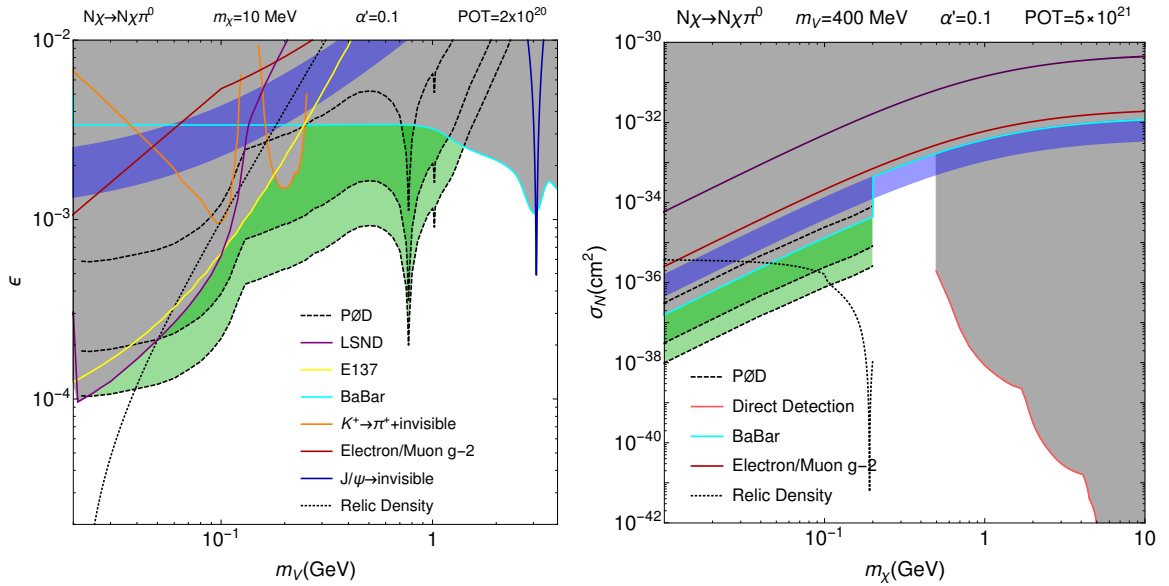 Nχ→Nχπ⁰ mχ=10 MeV α'=0.1 POT=2x10²⁰
10⁻²
10⁻³
10⁻⁴
ϵ
PØD
LSND
E137
BaBar
K⁺→π⁺+invisible
Electron/Muon g-2
J/ψ→invisible
Relic Density
10⁻¹ 1
m_V(GeV)
Nχ→Nχπ⁰ m_V=400 MeV α'=0.1 POT=5×10²¹
10⁻³⁰
10⁻³²
10⁻³⁴
10⁻³⁶
10⁻³⁸
10⁻⁴⁰
10⁻⁴²
σ_N(cm²)
PØD
Direct Detection
BaBar
Electron/Muon g-2
Relic Density
10⁻¹ 1 10
mχ(GeV)